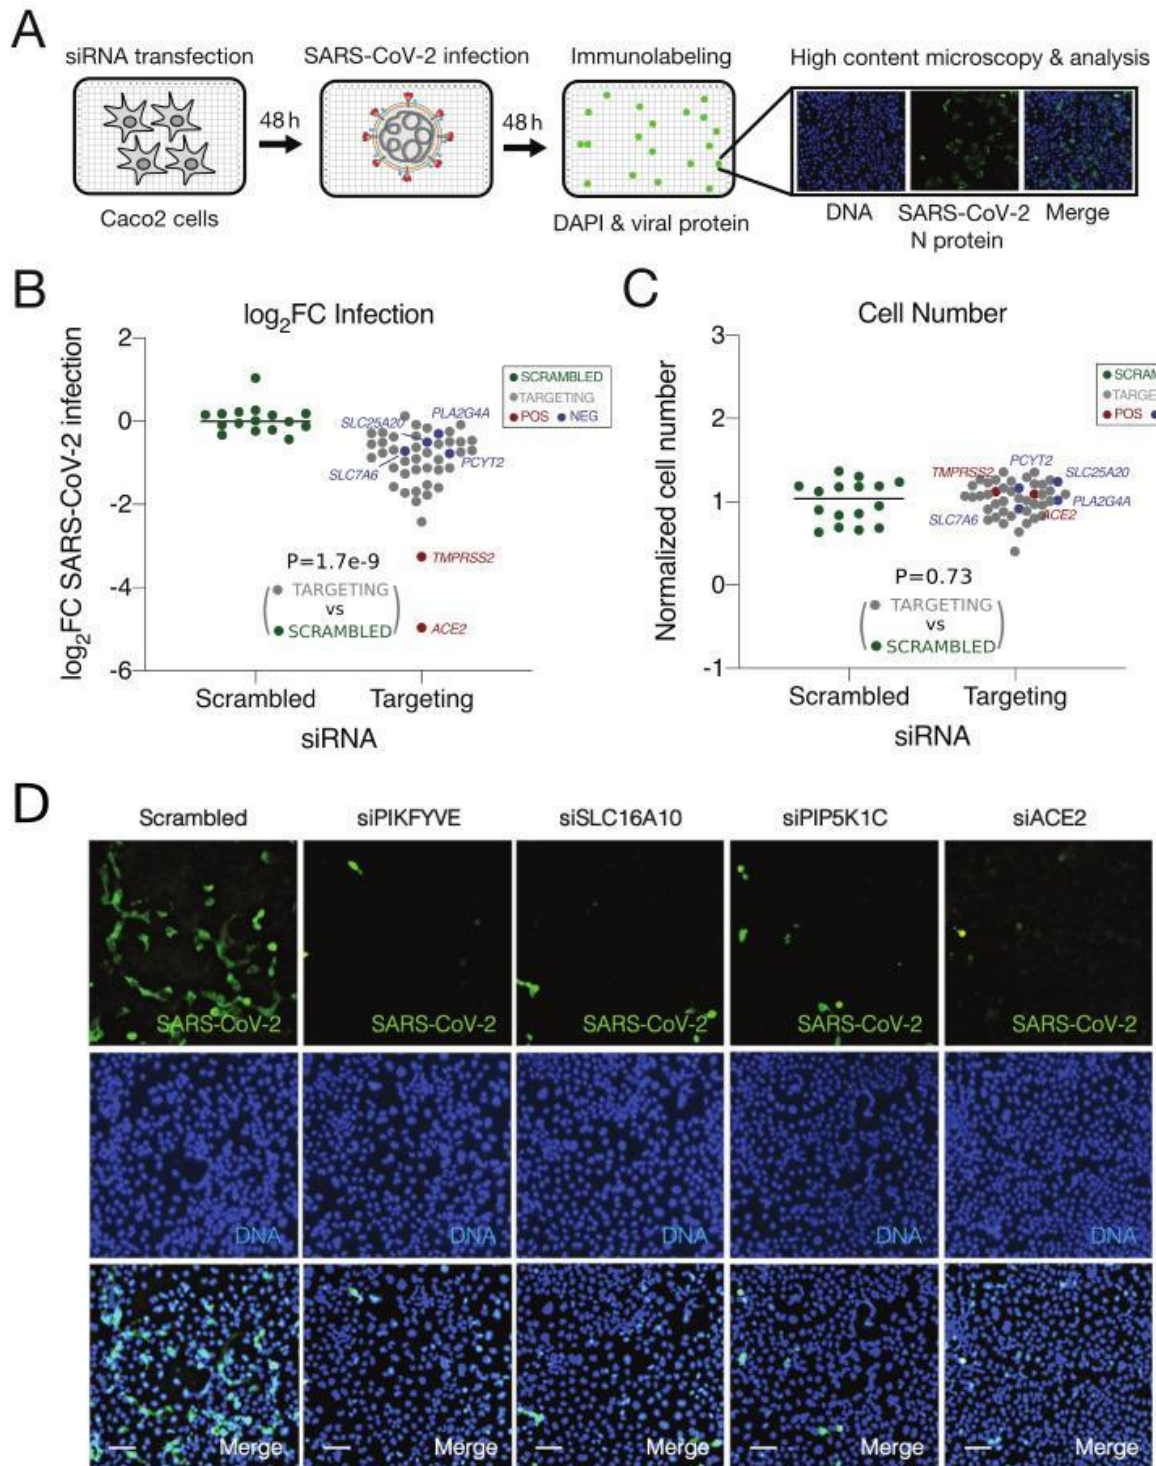 A
siRNA transfection
SARS-CoV-2 infection
Immunolabeling
High content microscopy & analysis
48 h
48 h
Caco2 cells
DAPI & viral protein
DNA
SARS-CoV-2
N protein
Merge
B
log2FC Infection
log2FC SARS-CoV-2 infection
2
0
-2
-4
-6
SCRAMBLED
TARGETING
POS
NEG
SLC25A20
PLA2G4A
SLC7A6
PCYT2
TMPRSS2
ACE2
P=1.7e-9
TARGETING
vs
SCRAMBLED
Scrambled
Targeting
siRNA
C
Cell Number
Normalized cell number
3
2
1
0
-1
SCRAM
TARGE
POS
TMPRSS2
PCYT2
SLC25A20
PLA2G4A
SLC7A6
ACE2
P=0.73
TARGETING
vs
SCRAMBLED
Scrambled
Targeting
siRNA
D
Scrambled
siPIKFYVE
siSLC16A10
siPIP5K1C
siACE2
SARS-CoV-2
SARS-CoV-2
SARS-CoV-2
SARS-CoV-2
SARS-CoV-2
DNA
DNA
DNA
DNA
DNA
Merge
Merge
Merge
Merge
Merge